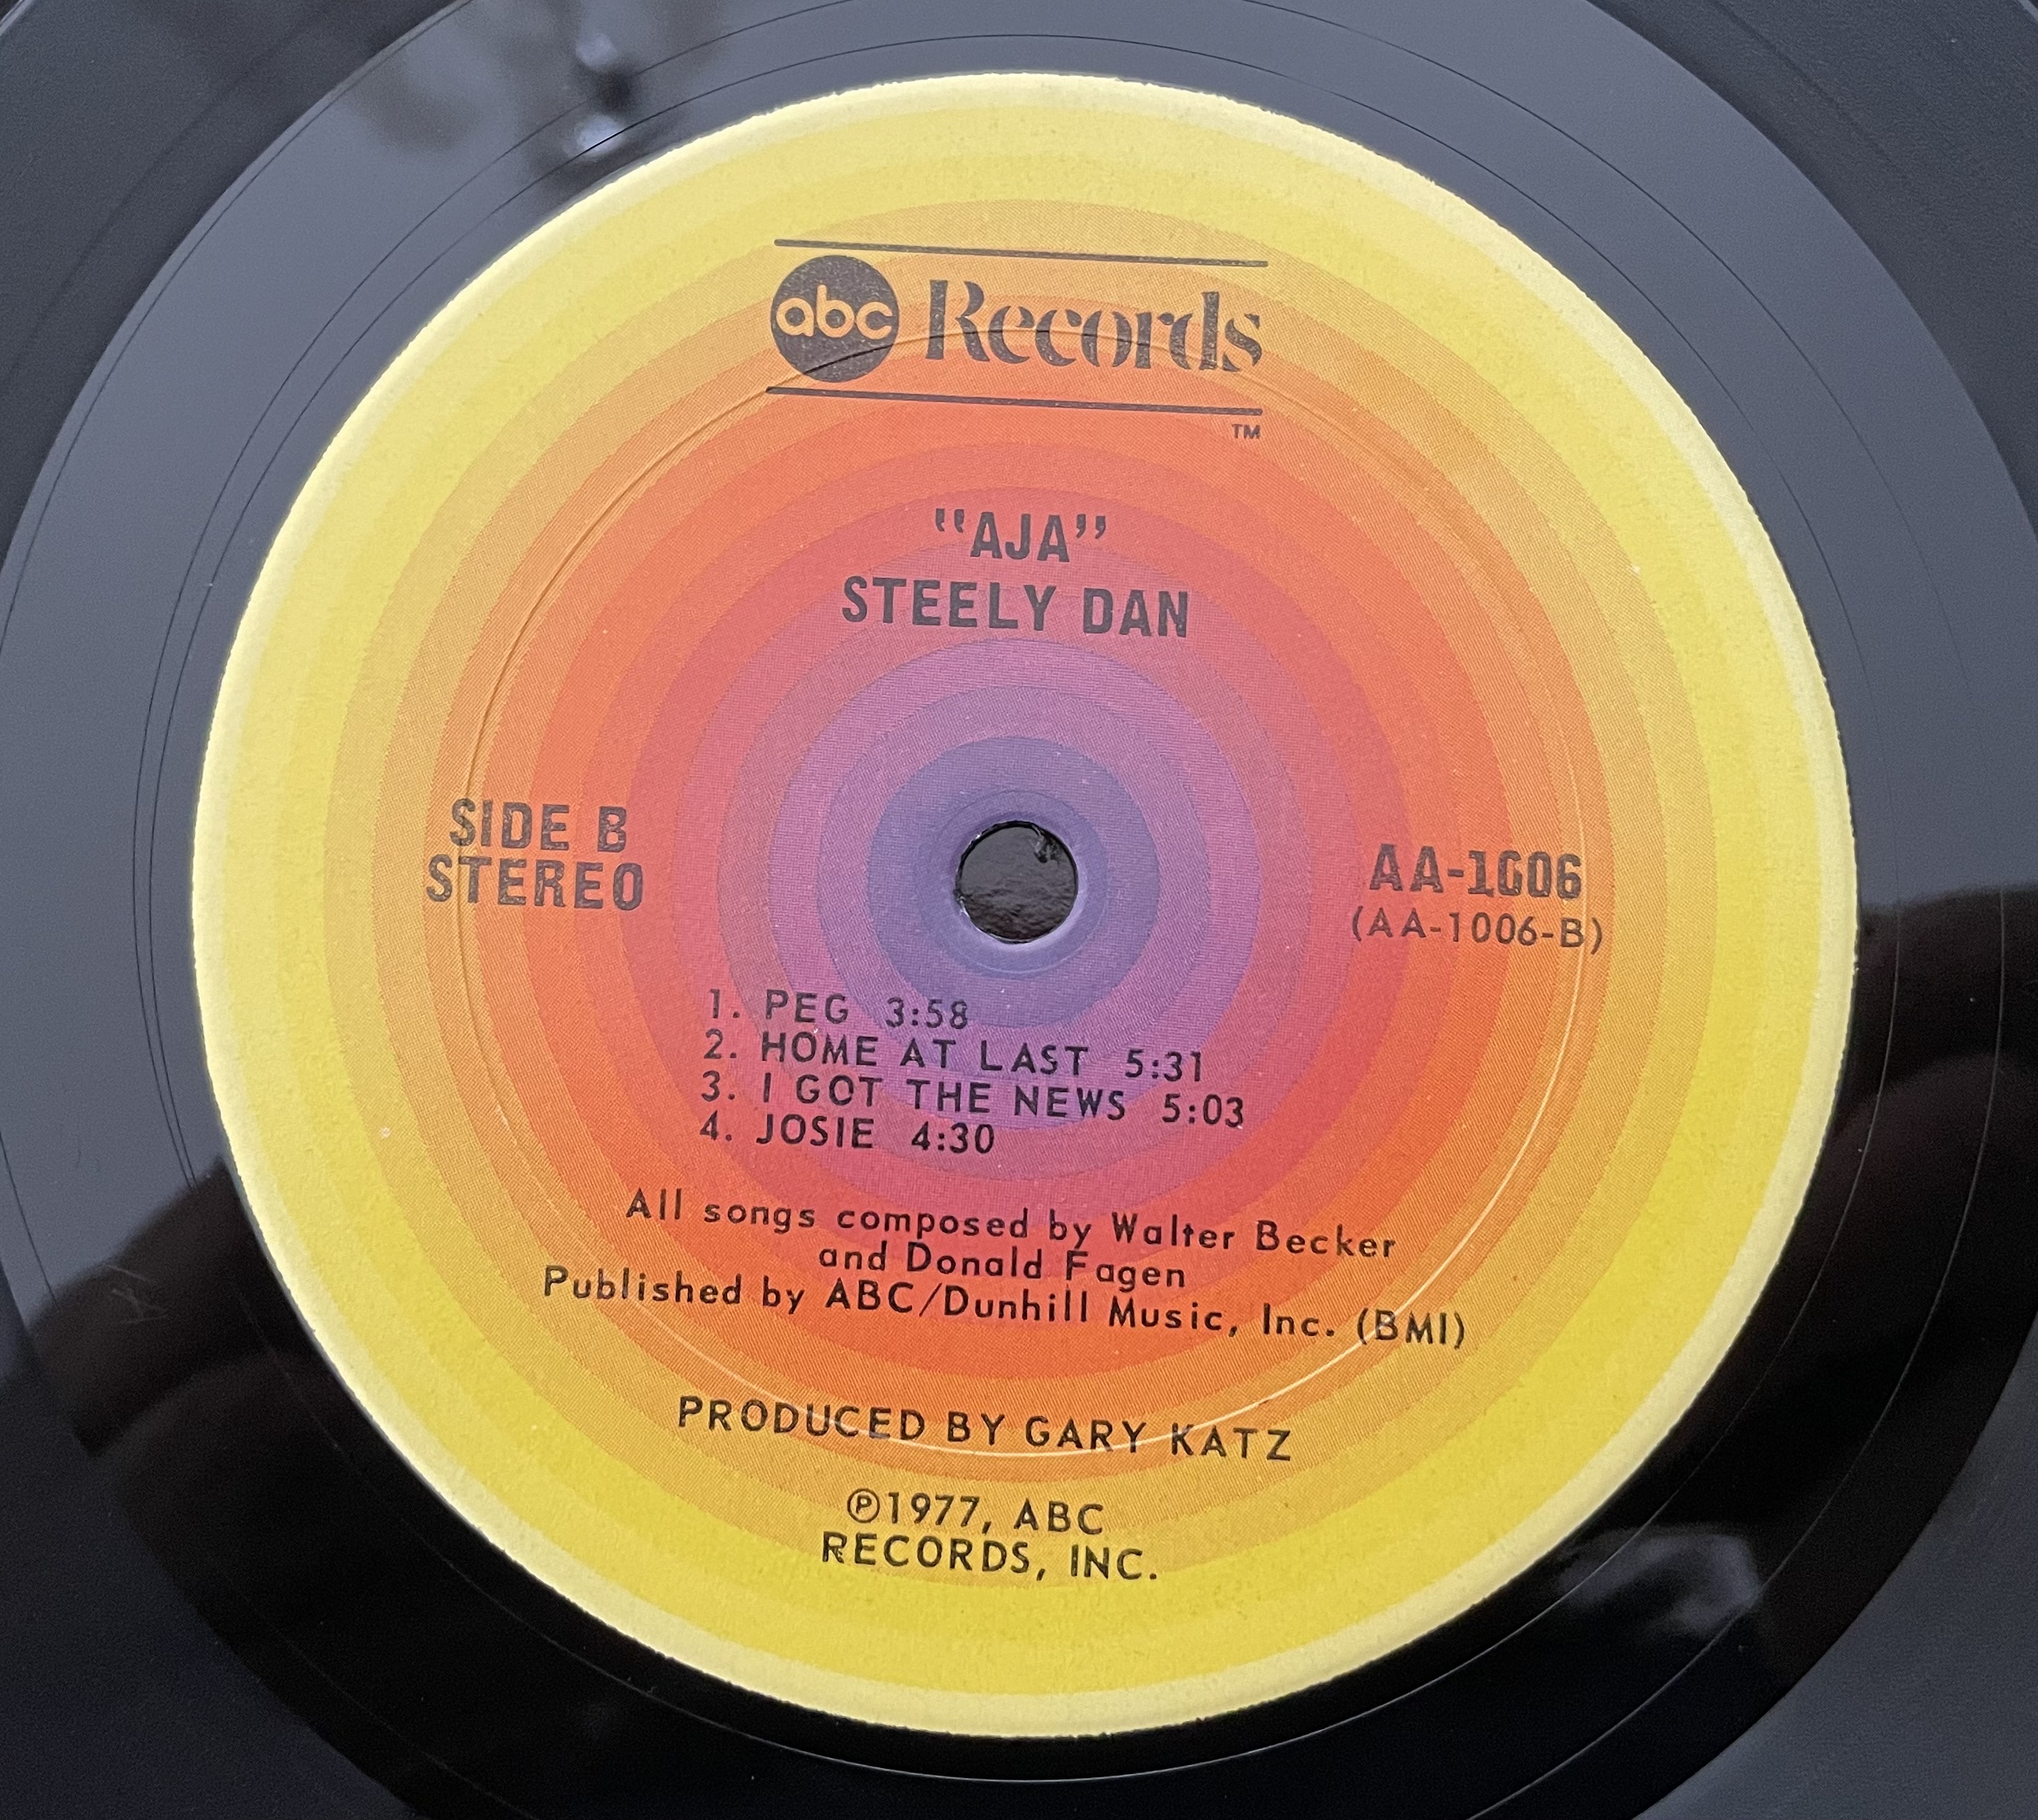 abc Records
TM
"AJA"
STEELY DAN
SIDE B
STEREO
AA-1006
(AA-1006-B)
1. PEG 3:58
2. HOME AT LAST 5:31
3. I GOT THE NEWS 5:03
4. JOSIE 4:30
All songs composed by Walter Becker
and Donald Fagen
Published by ABC/Dunhill Music, Inc. (BMI)
PRODUCED BY GARY KATZ
℗1977, ABC
RECORDS, INC.